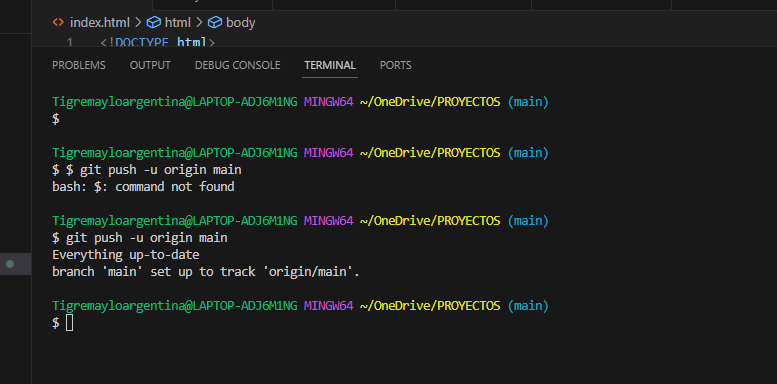 index.html > html > body
1 <!DOCTYPE html>
PROBLEMS OUTPUT DEBUG CONSOLE TERMINAL PORTS
Tigremayloargentina@LAPTOP-ADJ6M1NG MINGW64 ~/OneDrive/PROYECTOS (main)
$
Tigremayloargentina@LAPTOP-ADJ6M1NG MINGW64 ~/OneDrive/PROYECTOS (main)
$ $ git push -u origin main
bash: $: command not found
Tigremayloargentina@LAPTOP-ADJ6M1NG MINGW64 ~/OneDrive/PROYECTOS (main)
$ git push -u origin main
Everything up-to-date
branch 'main' set up to track 'origin/main'.
Tigremayloargentina@LAPTOP-ADJ6M1NG MINGW64 ~/OneDrive/PROYECTOS (main)
$